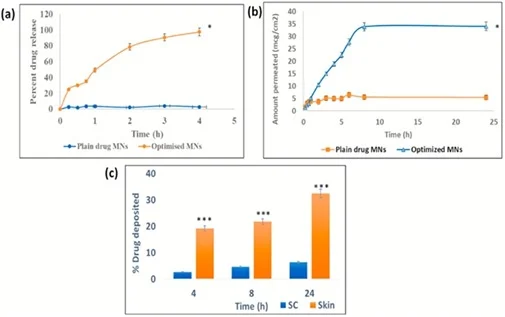 (a)
120
100
80
60
40
20
0
Percent drug release
*
0 1 2 3 4 5
Time (h)
Plain drug MNs Optimised MNs
(b)
40
35
30
25
20
15
10
5
0
Amount permeated (mcg/cm2)
*
0 5 10 15 20 25
Time (h)
Plain drug MNs Optimized MNs
(c)
40
30
20
10
0
% Drug deposited
*** *** ***
4 8 24
Time (h) SC Skin